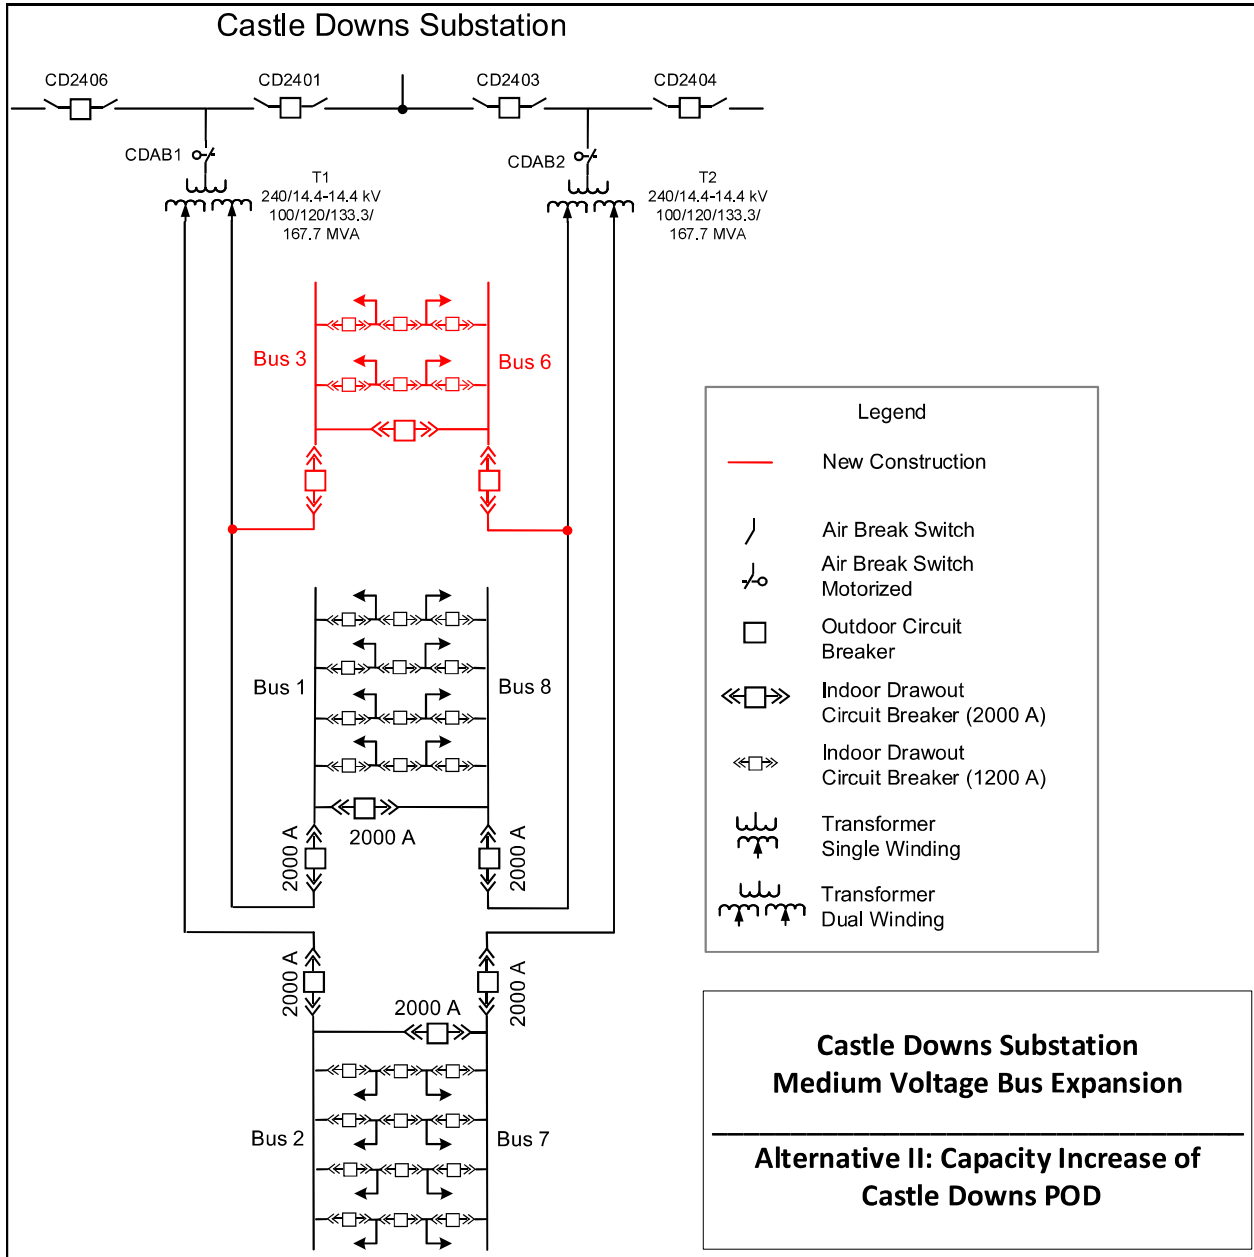 Castle Downs Substation
CD2406
CD2401
CD2403
CD2404
CDAB1
CDAB2
T1
240/14.4-14.4 kV
100/120/133.3/
167.7 MVA
T2
240/14.4-14.4 kV
100/120/133.3/
167.7 MVA
Bus 3
Bus 6
Bus 1
Bus 8
2000 A
2000 A
2000 A
2000 A
2000 A
2000 A
Bus 2
Bus 7
Legend
New Construction
Air Break Switch
Air Break Switch
Motorized
Outdoor Circuit
Breaker
Indoor Drawout
Circuit Breaker (2000 A)
Indoor Drawout
Circuit Breaker (1200 A)
Transformer
Single Winding
Transformer
Dual Winding
Castle Downs Substation
Medium Voltage Bus Expansion
Alternative II: Capacity Increase of
Castle Downs POD